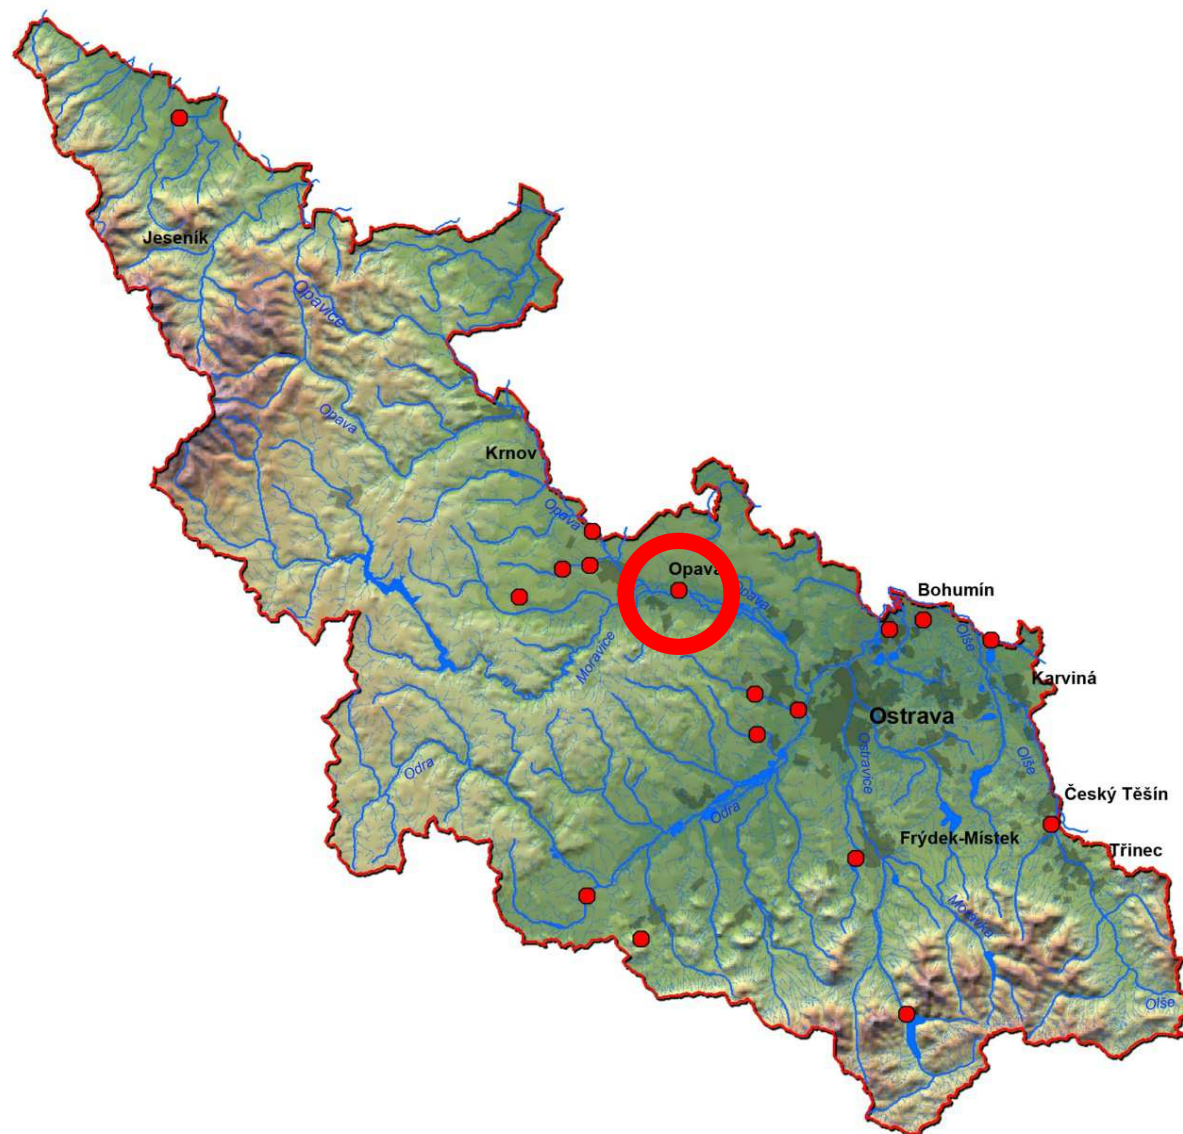 Jeseník
Opavice
Opava
Krnov
Opava
Opava
Opava
Bohumín
Olše
Moravice
Karviná
Ostrava
Ostravice
Olše
Odra
Český Těšín
Odra
Frýdek-Místek
Třinec
Morávka
Olše